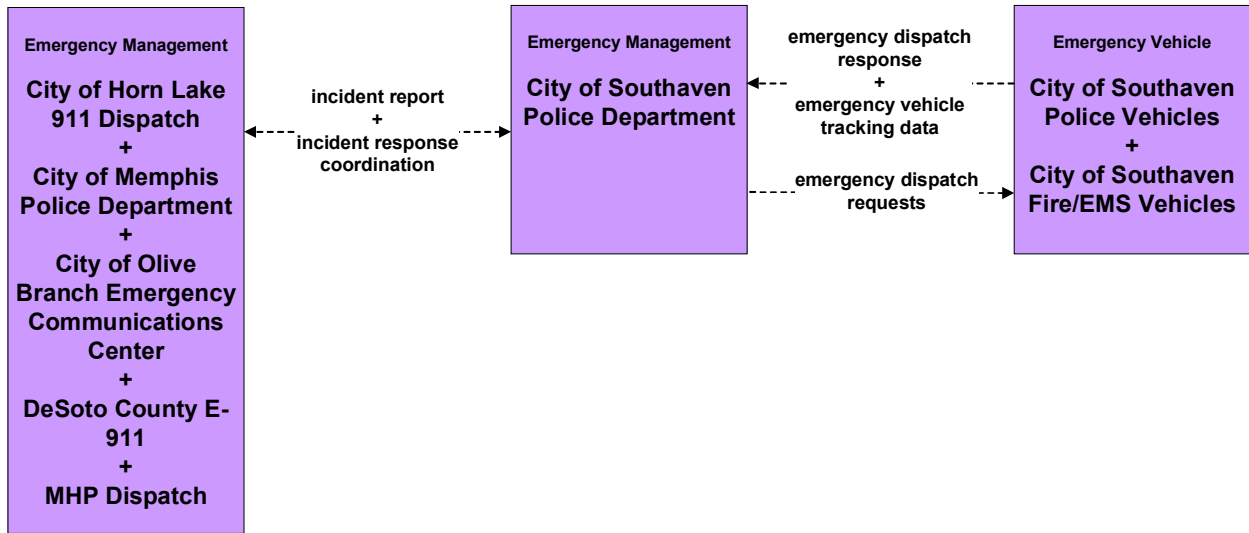 Emergency Management
City of Horn Lake
911 Dispatch
+
City of Memphis
Police Department
+
City of Olive
Branch Emergency
Communications
Center
+
DeSoto County E-
911
+
MHP Dispatch
incident report
+
incident response
coordination
Emergency Management
City of Southaven
Police Department
emergency dispatch
response
+
emergency vehicle
tracking data
emergency dispatch
requests
Emergency Vehicle
City of Southaven
Police Vehicles
+
City of Southaven
Fire/EMS Vehicles